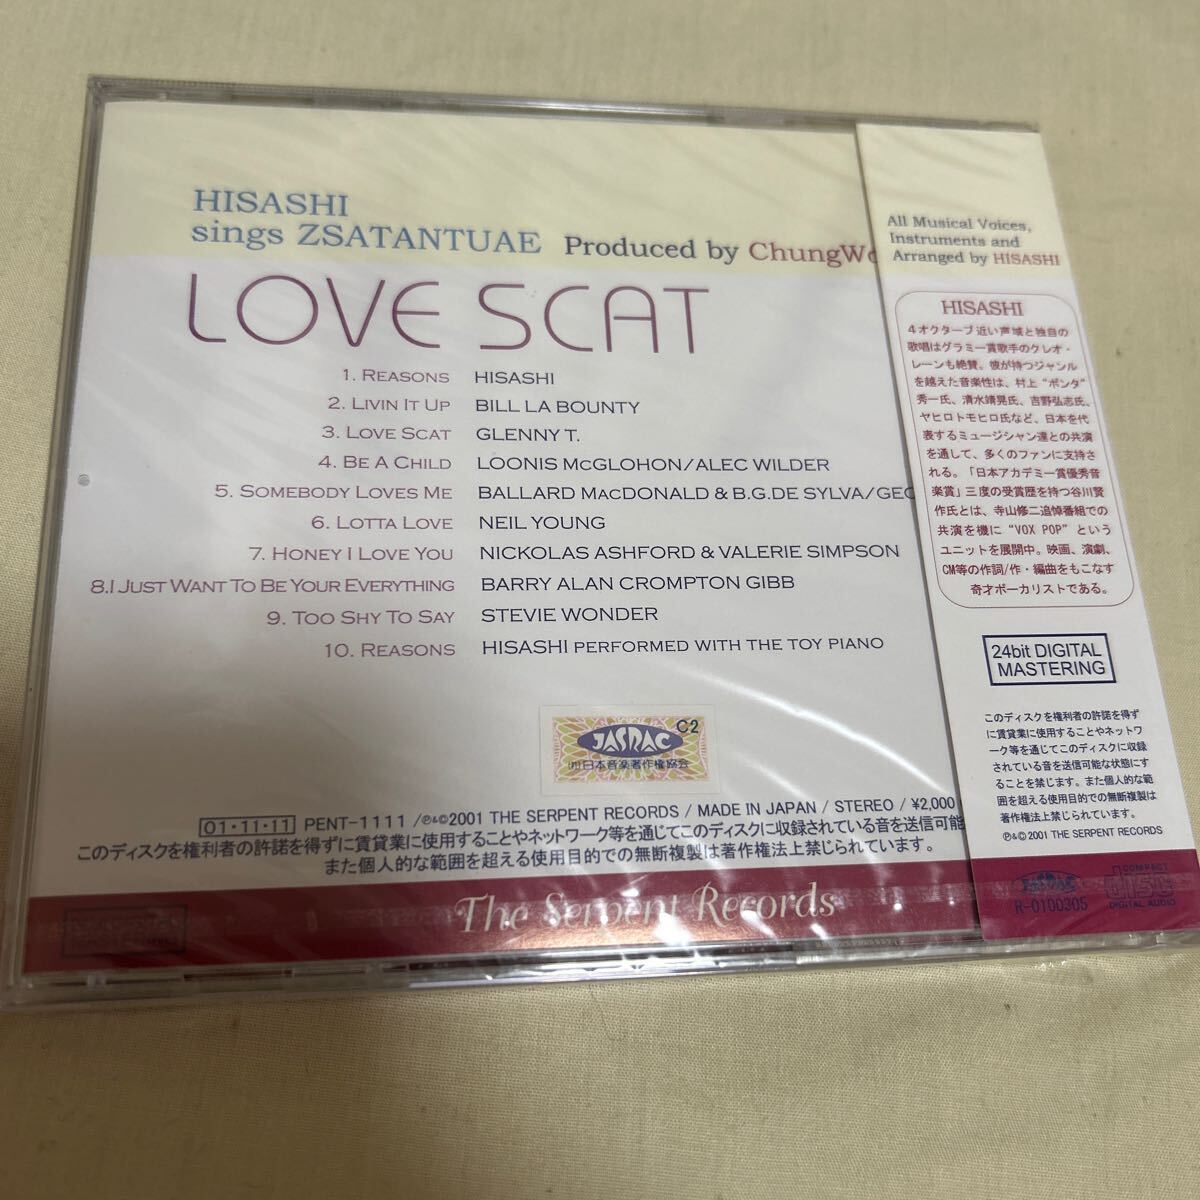 HISASHI
sings ZSATANTUAE Produced by ChungWo
LOVE SCAT
1. REASONS HISASHI
2. LIVIN IT UP BILL LA BOUNTY
3. LOVE SCAT GLENNY T.
4. BE A CHILD LOONIS MCGLOHON/ALEC WILDER
5. SOMEBODY LOVES ME BALLARD MACDONALD & B.G.DE SYLVA/GEO
6. LOTTA LOVE NEIL YOUNG
7. HONEY I LOVE YOU NICKOLAS ASHFORD & VALERIE SIMPSON
8.I JUST WANT TO BE YOUR EVERYTHING BARRY ALAN CROMPTON GIBB
9. TOO SHY TO SAY STEVIE WONDER
10. REASONS HISASHI PERFORMED WITH THE TOY PIANO
C2
JASRAC
(社)日本音楽著作権協会
01・11・11 PENT-1111 /℗&©2001 THE SERPENT RECORDS / MADE IN JAPAN / STEREO / ¥2,000
このディスクを権利者の許諾を得ずに賃貸業に使用することやネットワーク等を通じてこのディスクに収録されている音を送信可能
また個人的な範囲を超える使用目的での無断複製は著作権法上禁じられています。
The Serpent Records
All Musical Voices,
Instruments and
Arranged by HISASHI
HISASHI
4オクターブ近い声域と独自の
歌唱はグラミー賞歌手のクレオ・
レーンも絶賛。彼が持つジャンル
を越えた音楽性は、村上“ポンタ”
秀一氏、清水靖晃氏、吉野弘志氏、
ヤヒロトモヒロ氏など、日本を代
表するミュージシャン達との共演
を通して、多くのファンに支持さ
れる。「日本アカデミー賞優秀音
楽賞」三度の受賞歴を持つ谷川賢
作氏とは、寺山修二追悼番組での
共演を機に“VOX POP”という
ユニットを展開中。映画、演劇、
CM等の作詞/作・編曲をもこなす
奇才ボーカリストである。
24bit DIGITAL
MASTERING
このディスクを権利者の許諾を得ず
に賃貸業に使用することやネットワ
ーク等を通じてこのディスクに収録
されている音を送信可能な状態にす
ることを禁じます。また個人的な範
囲を超える使用目的での無断複製は
著作権法上禁じられています。
℗&© 2001 THE SERPENT RECORDS
JASRAC
R-0100305
COMPACT
DISC
DIGITAL AUDIO